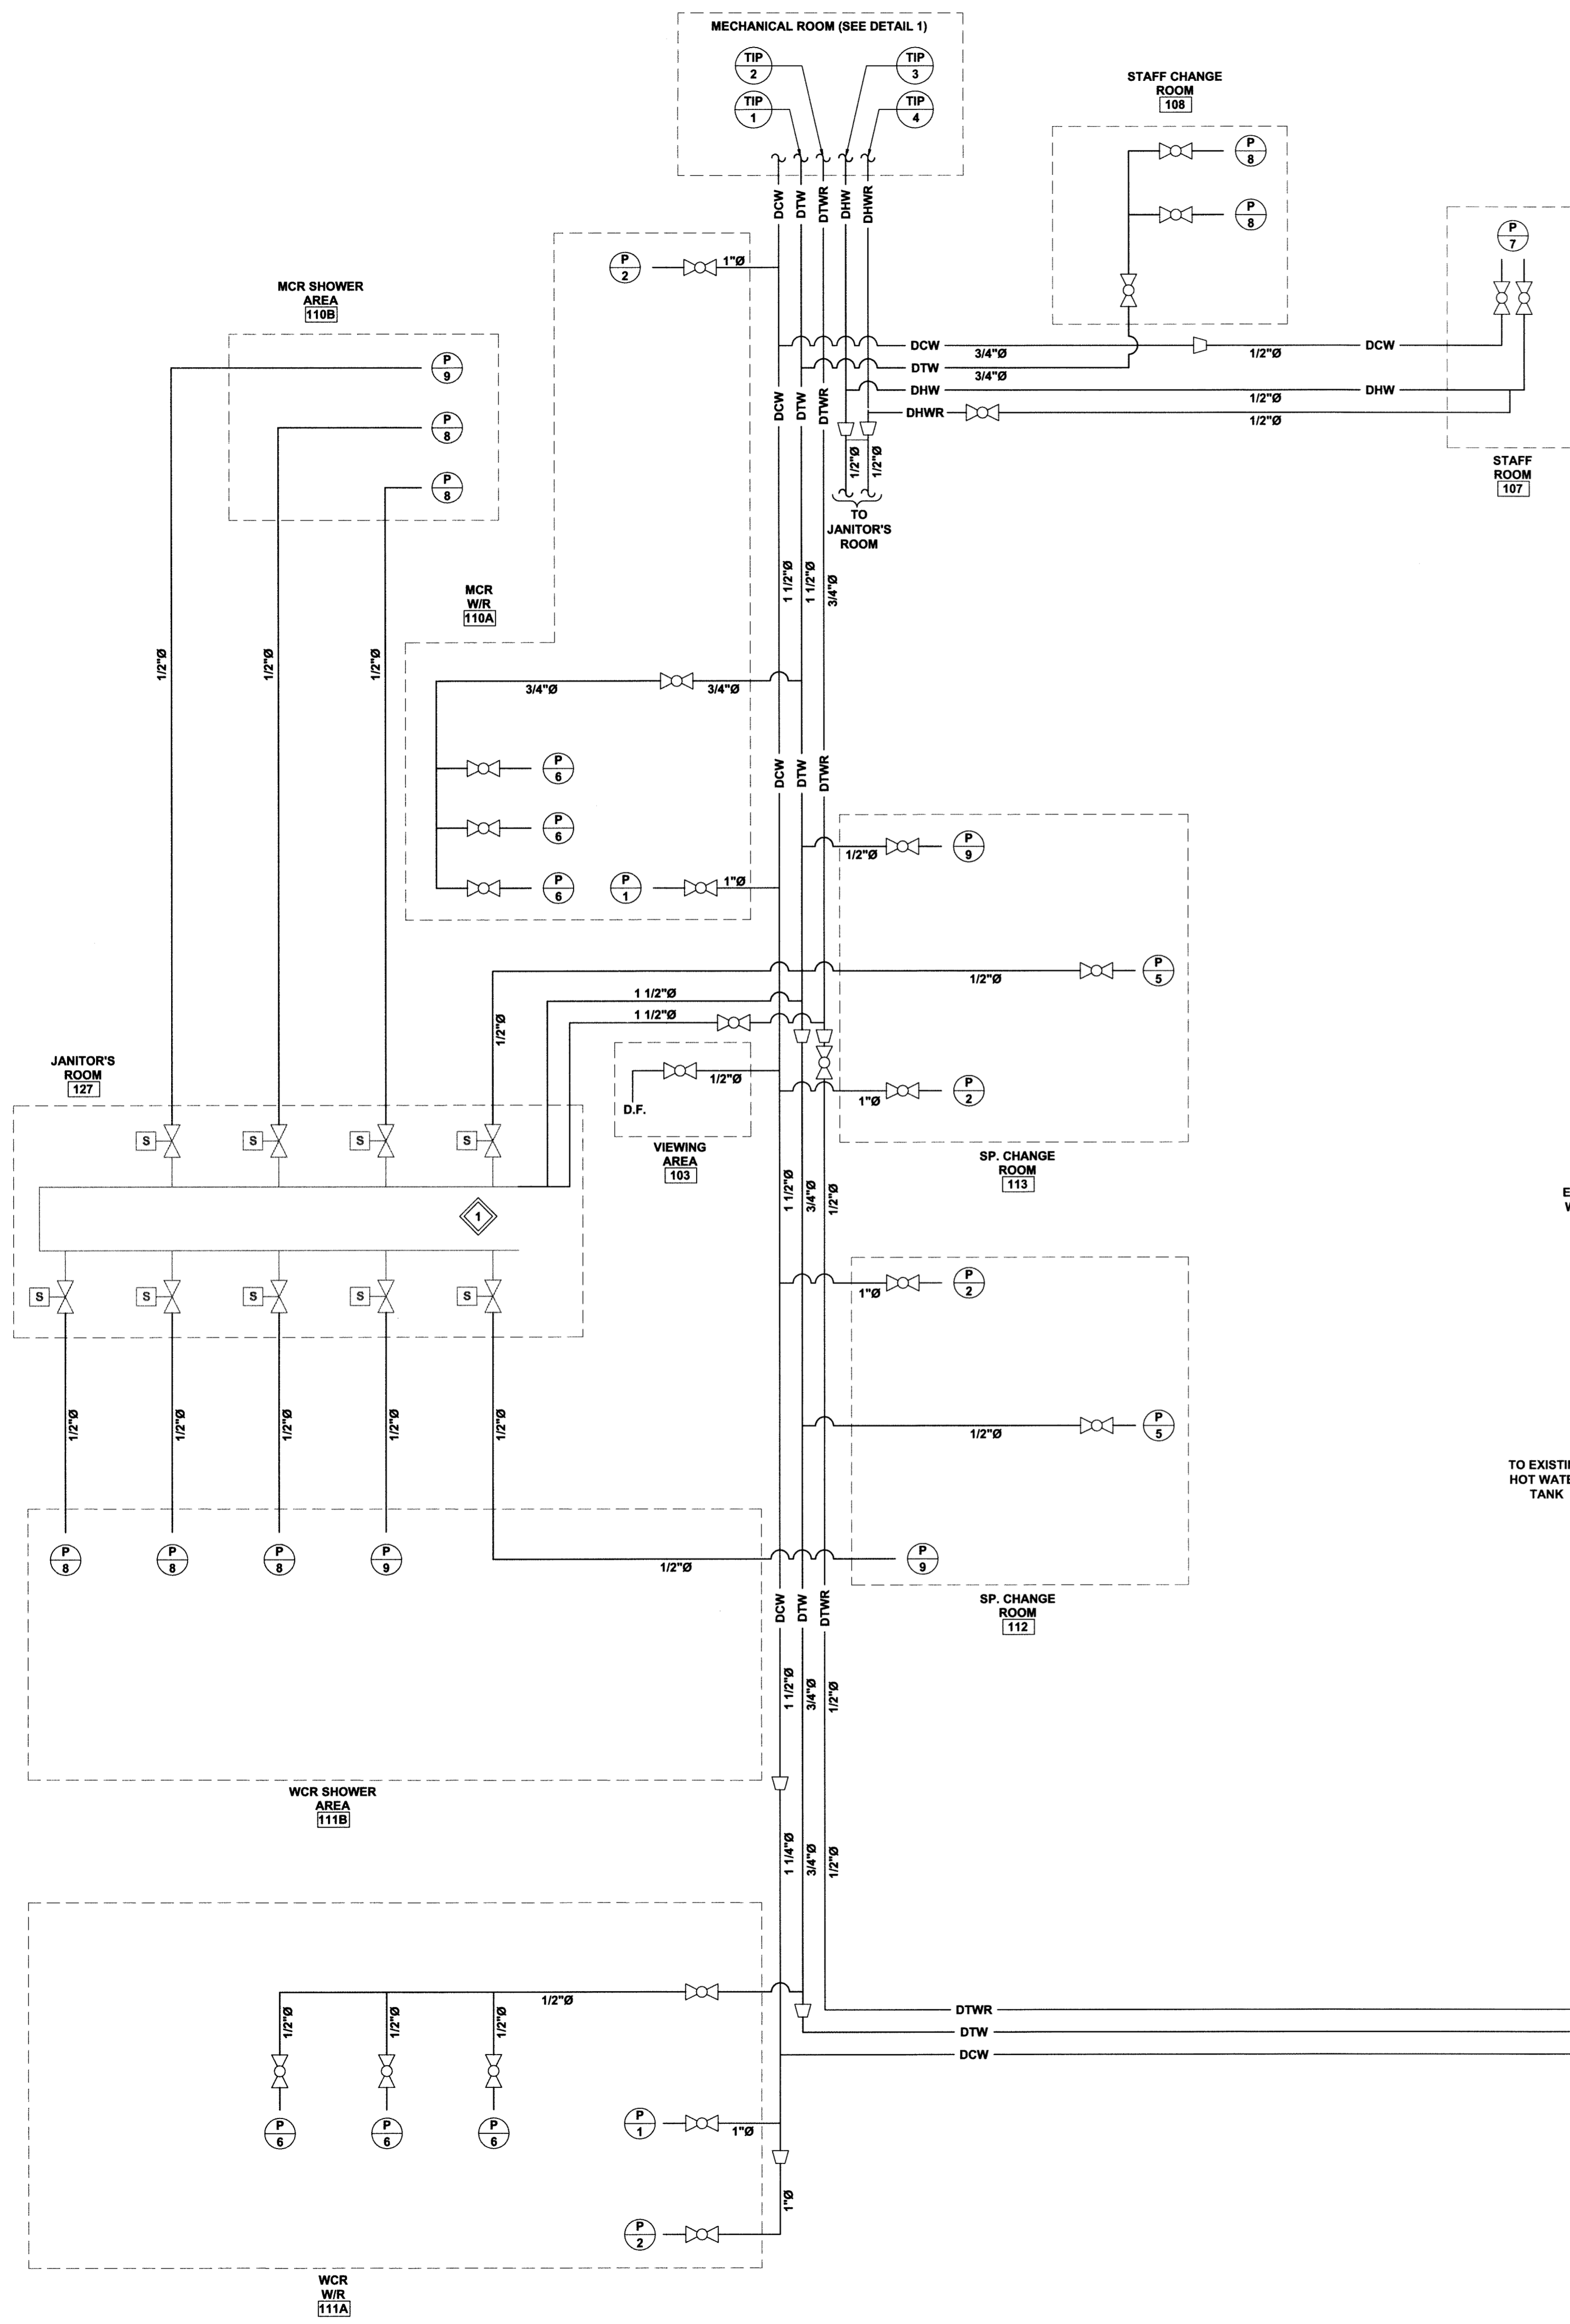 MECHANICAL ROOM (SEE DETAIL 1)
TIP
2
TIP
3
TIP
1
TIP
4
STAFF CHANGE
ROOM
108
P
8
P
8
DCW
DTW
DTWR
DHW
DHWR
P
7
P
2
1"Ø
MCR SHOWER
AREA
110B
P
9
P
8
P
8
DCW
3/4"Ø
1/2"Ø
DCW
DTW
3/4"Ø
DHW
1/2"Ø
DHW
DHWR
1/2"Ø
DCW
DTW
DTWR
1/2"Ø
1/2"Ø
TO
JANITOR'S
ROOM
STAFF
ROOM
107
1 1/2"Ø
1 1/2"Ø
3/4"Ø
MCR
W/R
110A
1/2"Ø
1/2"Ø
1/2"Ø
3/4"Ø
3/4"Ø
DCW
DTW
DTWR
P
6
P
6
P
6
P
1
1"Ø
1/2"Ø
P
9
1/2"Ø
P
5
1 1/2"Ø
1 1/2"Ø
1/2"Ø
JANITOR'S
ROOM
127
1/2"Ø
D.F.
VIEWING
AREA
103
1"Ø
P
2
SP. CHANGE
ROOM
113
S
S
S
S
1
1 1/2"Ø
3/4"Ø
1/2"Ø
E
W
S
S
S
S
S
1"Ø
P
2
1/2"Ø
1/2"Ø
1/2"Ø
1/2"Ø
1/2"Ø
1/2"Ø
P
5
TO EXISTI
HOT WATE
TANK
P
8
P
8
P
8
P
9
1/2"Ø
P
9
SP. CHANGE
ROOM
112
DCW
DTW
DTWR
1 1/2"Ø
3/4"Ø
1/2"Ø
WCR SHOWER
AREA
111B
1 1/4"Ø
3/4"Ø
1/2"Ø
1/2"Ø
1/2"Ø
1/2"Ø
1/2"Ø
DTWR
DTW
DCW
P
6
P
6
P
6
P
1
1"Ø
1"Ø
P
2
WCR
W/R
111A